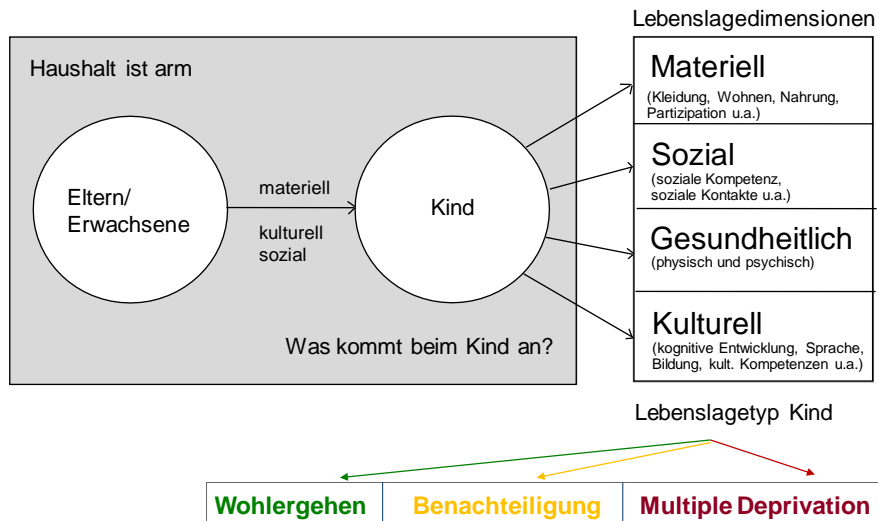 Lebenslagedimensionen
Haushalt ist arm
Eltern/
Erwachsene
materiell
kulturell
sozial
Kind
Was kommt beim Kind an?
Materiell
(Kleidung, Wohnen, Nahrung,
Partizipation u.a.)
Sozial
(soziale Kompetenz,
soziale Kontakte u.a.)
Gesundheitlich
(physisch und psychisch)
Kulturell
(kognitive Entwicklung, Sprache,
Bildung, kult. Kompetenzen u.a.)
Lebenslagetyp Kind
Wohlergehen
Benachteiligung
Multiple Deprivation